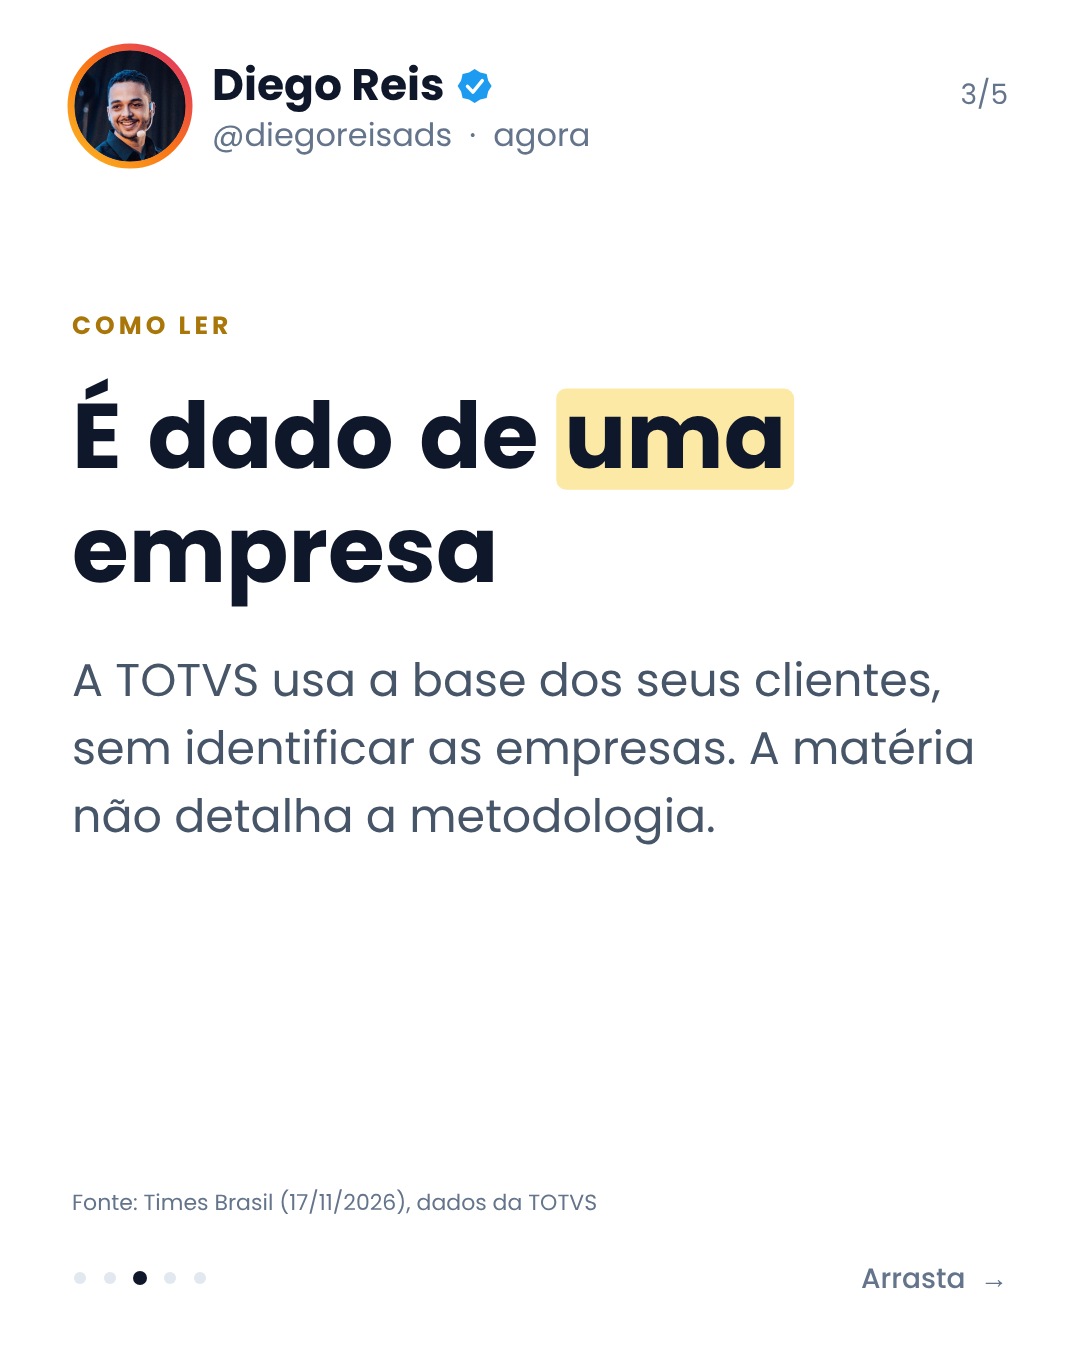 Diego Reis
@diegoreisads · agora
3/5
COMO LER
É dado de uma
empresa
A TOTVS usa a base dos seus clientes,
sem identificar as empresas. A matéria
não detalha a metodologia.
Fonte: Times Brasil (17/11/2026), dados da TOTVS
Arrasta →